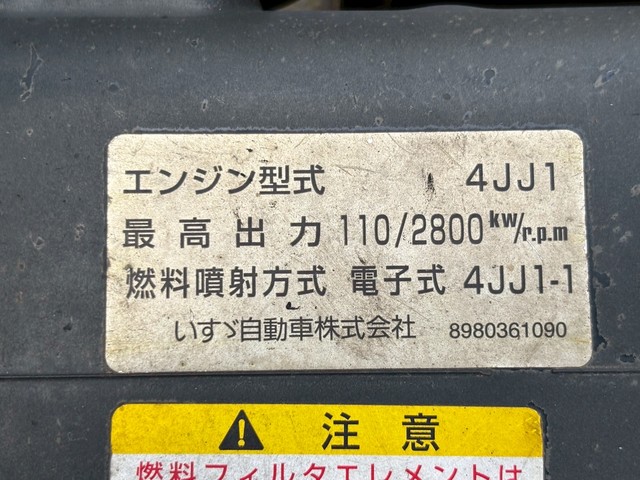 エンジン型式 4JJ1
最高出力 110/2800 kw/r.p.m
燃料噴射方式 電子式 4JJ1-1
いすゞ自動車株式会社 8980361090
注意
燃料フィルタエレメントは